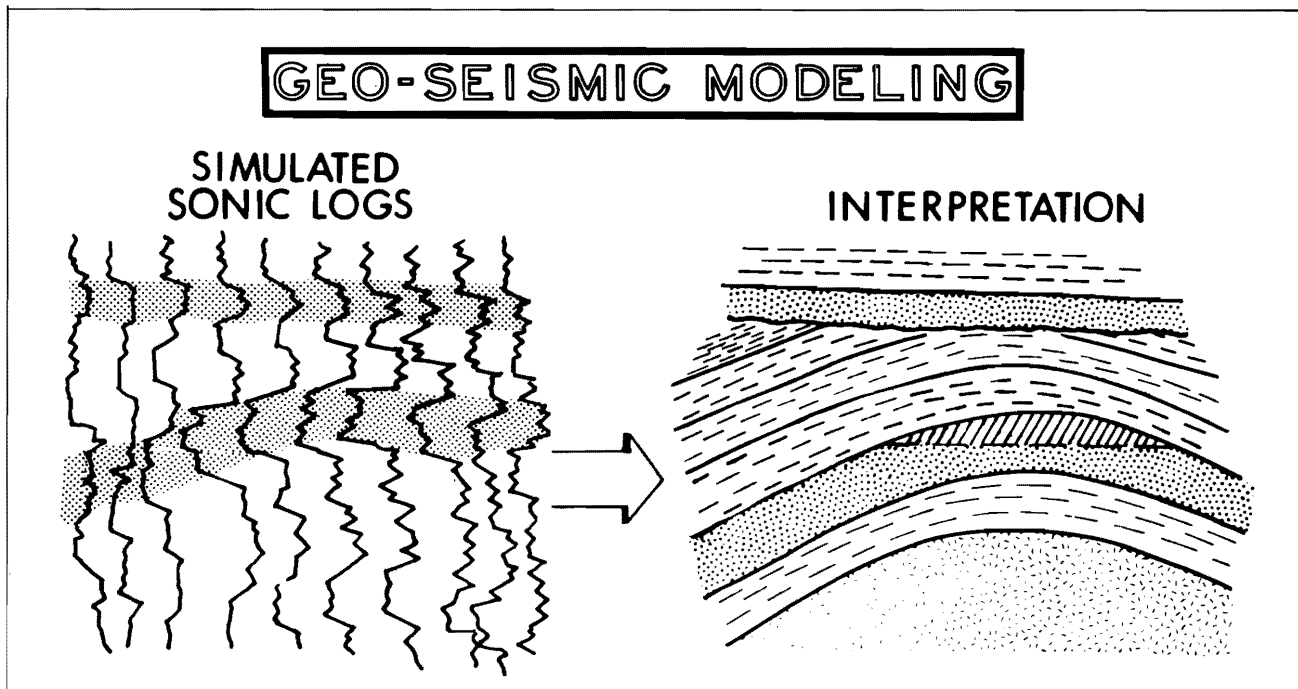 GEO-SEISMIC MODELING
SIMULATED
SONIC LOGS
INTERPRETATION